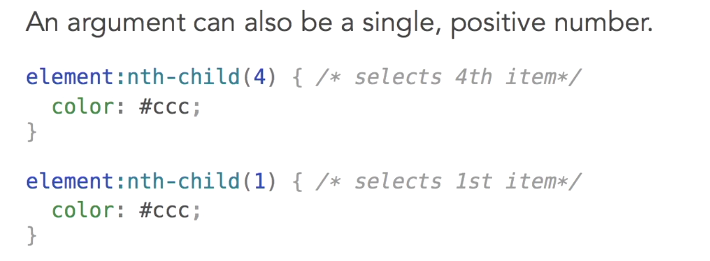 An argument can also be a single, positive number.
element:nth-child(4) { /* selects 4th item*/
  color: #ccc;
}
element:nth-child(1) { /* selects 1st item*/
  color: #ccc;
}